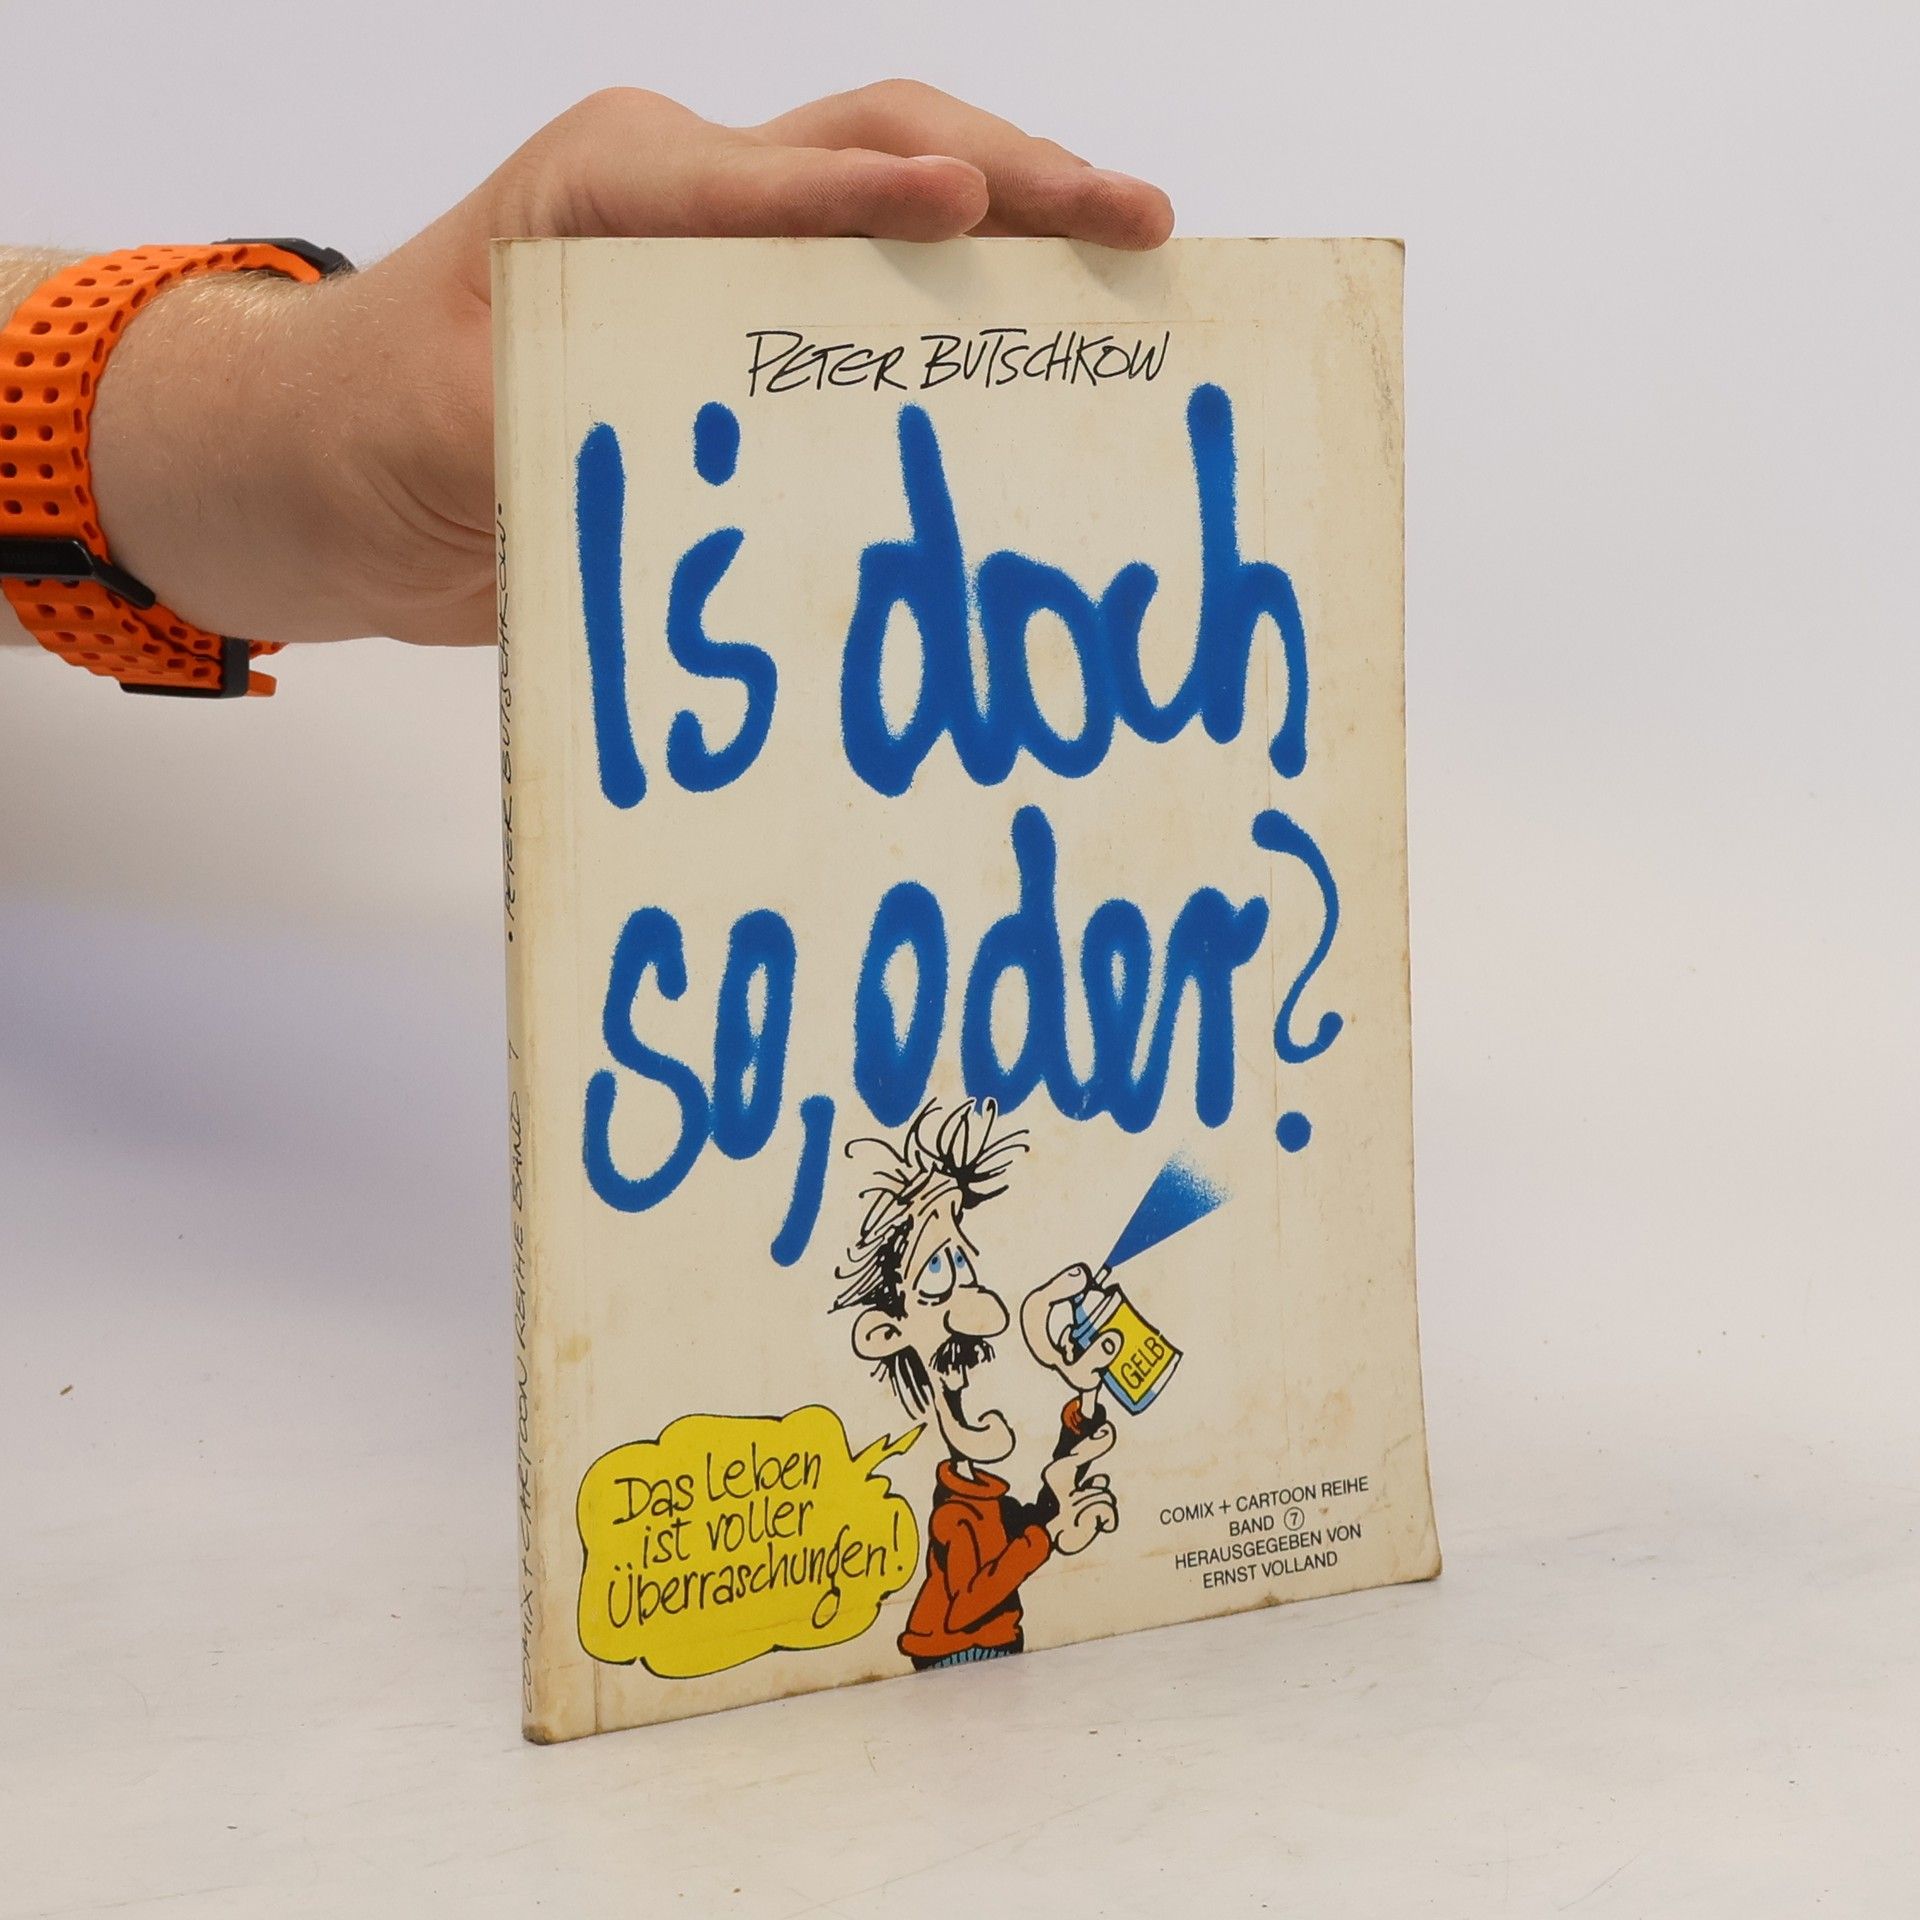 PETER BUTSCHKOW
Is doch
so, oder?
GELB
Das Leben
ist voller
Überraschungen!
COMIX + CARTOON REIHE
BAND 7
HERAUSGEGEBEN VON
ERNST VOLLAND
COMIX + CARTOON REIHE BAND 7 • PETER BUTSCHKOW •